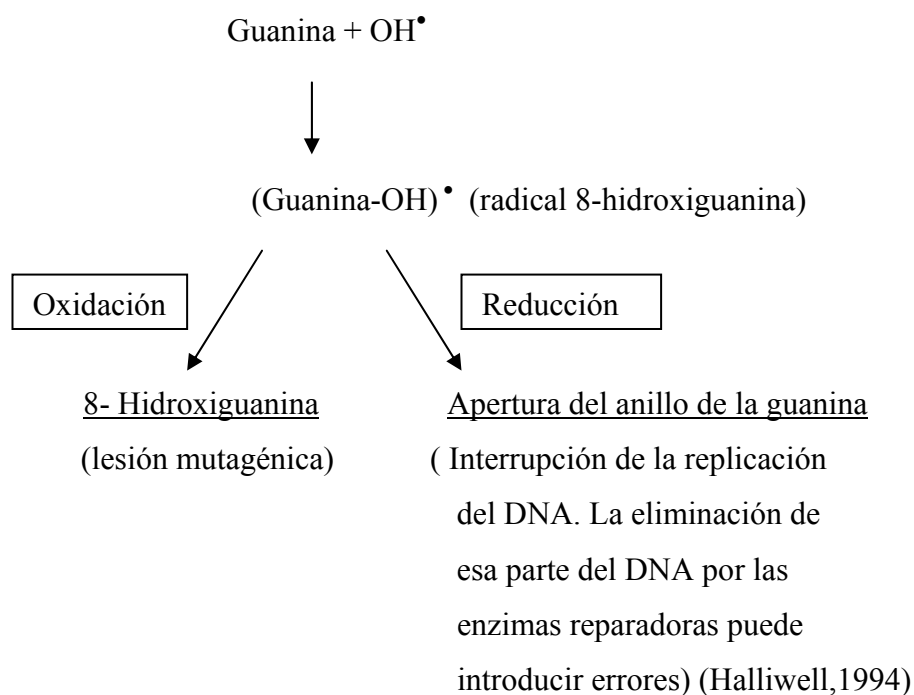 Guanina + OH•
(Guanina-OH)• (radical 8-hidroxiguanina)
Oxidación
Reducción
8- Hidroxiguanina
(lesión mutagénica)
Apertura del anillo de la guanina
( Interrupción de la replicación
del DNA. La eliminación de
esa parte del DNA por las
enzimas reparadoras puede
introducir errores) (Halliwell,1994)